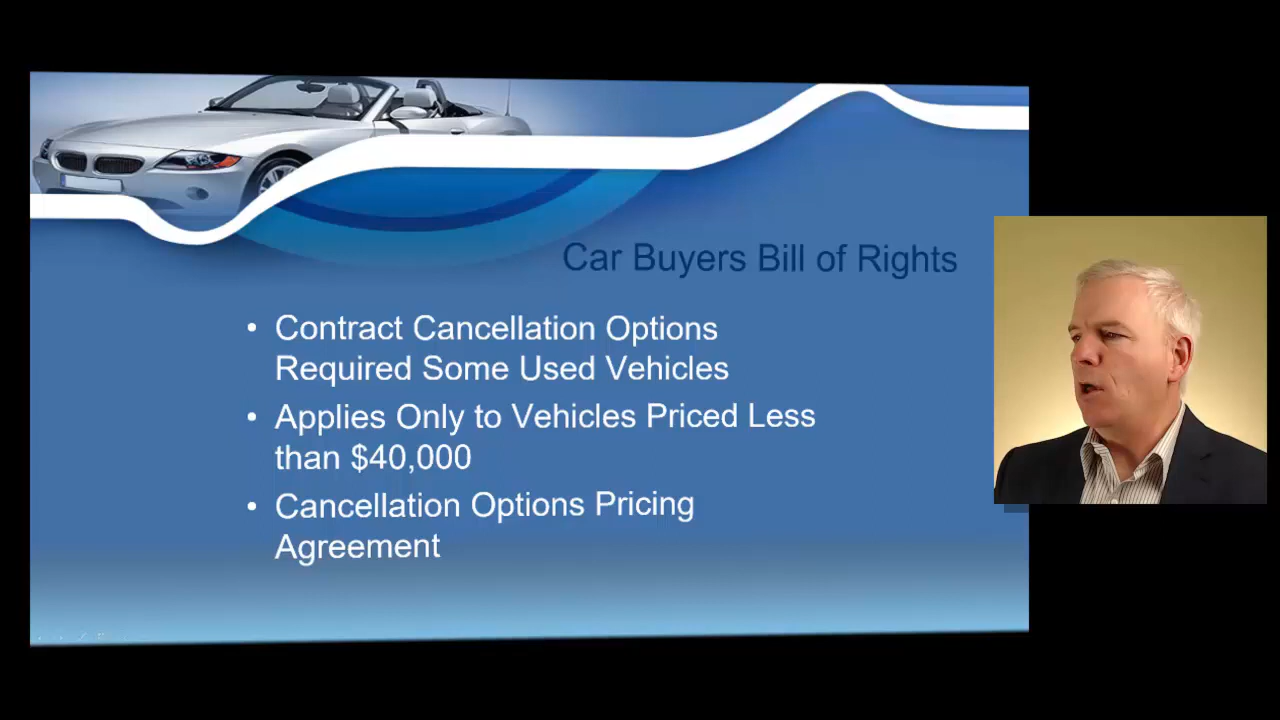 Car Buyers Bill of Rights
• Contract Cancellation Options
Required Some Used Vehicles
• Applies Only to Vehicles Priced Less
than $40,000
• Cancellation Options Pricing
Agreement